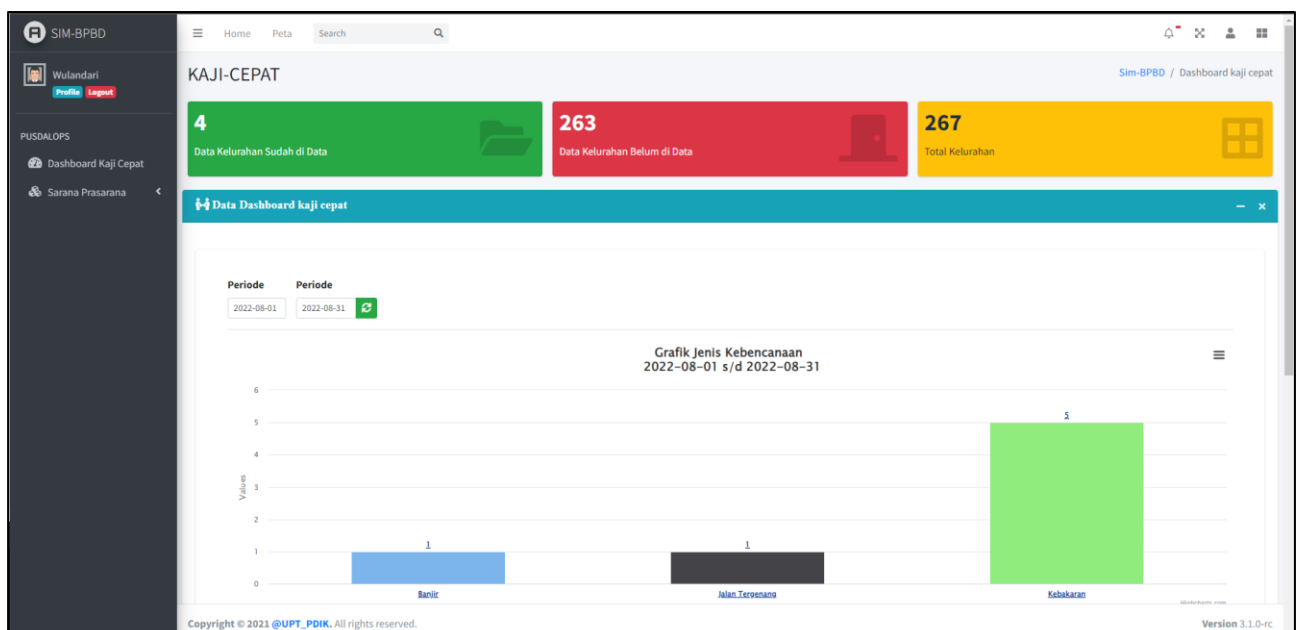 SIM-BPBD
Home Peta Search
Wulandari
Profile Logout
PUSDALOPS
Dashboard Kaji Cepat
Sarana Prasarana
KAJI-CEPAT
Sim-BPBD / Dashboard kaji cepat
4
Data Kelurahan Sudah di Data
263
Data Kelurahan Belum di Data
267
Total Kelurahan
Data Dashboard kaji cepat
Periode Periode
2022-08-01 2022-08-31
Grafik Jenis Kebencanaan
2022-08-01 s/d 2022-08-31
Values
6
5
4
3
2
1
0
1
1
5
Banjir Jalan Tergenang Kebakaran
Highcharts.com
Copyright © 2021 @UPT_PDIK. All rights reserved.
Version 3.1.0-rc